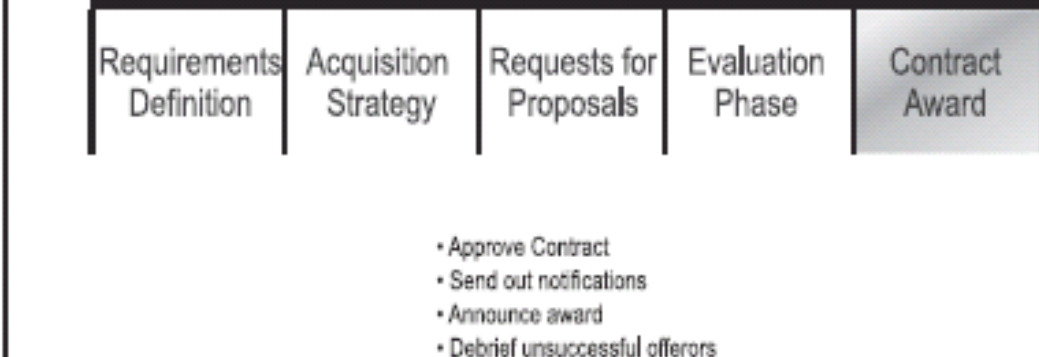 Requirements Definition
Acquisition Strategy
Requests for Proposals
Evaluation Phase
Contract Award
• Approve Contract
• Send out notifications
• Announce award
• Debrief unsuccessful offerors